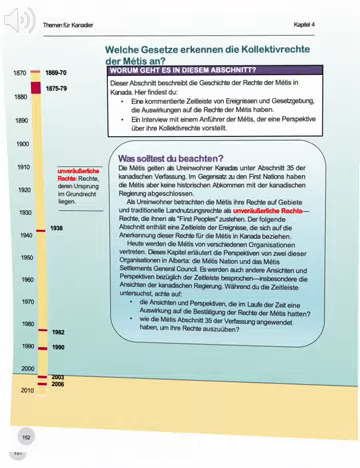 Themen für Kanadier
Kapitel 4
Welche Gesetze erkennen die Kollektivrechte
der Métis an?
WORUM GEHT ES IN DIESEM ABSCHNITT?
Dieser Abschnitt beschreibt die Geschichte der Rechte der Métis in
Kanada. Hier findest du:
• Eine kommentierte Zeitleiste von Ereignissen und Gesetzgebung,
die Auswirkungen auf die Rechte der Métis haben.
• Ein Interview mit einem Anführer der Métis, der eine Perspektive
über ihre Kollektivrechte vorstellt.
Was solltest du beachten?
Die Métis gelten als Ureinwohner Kanadas unter Abschnitt 35 der
kanadischen Verfassung. Im Gegensatz zu den First Nations haben
die Métis aber keine historischen Abkommen mit der kanadischen
Regierung abgeschlossen.
Als Ureinwohner betrachten die Métis ihre Rechte auf Gebiete
und traditionelle Landnutzungsrechte als unveräußerliche Rechte—
Rechte, die ihnen als "First Peoples" zustehen. Der folgende
Abschnitt enthält eine Zeitleiste der Ereignisse, die sich auf die
Anerkennung dieser Rechte für die Métis in Kanada beziehen.
Heute werden die Métis von verschiedenen Organisationen
vertreten. Dieses Kapitel erläutert die Perspektiven von zwei dieser
Organisationen in Alberta: die Métis Nation und das Métis
Settlements General Council. Es werden auch andere Ansichten und
Perspektiven bezüglich der Zeitleiste besprochen—insbesondere die
Ansichten der kanadischen Regierung. Während du die Zeitleiste
untersuchst, achte auf:
• die Ansichten und Perspektiven, die im Laufe der Zeit eine
Auswirkung auf die Bestätigung der Rechte der Métis hatten?
• wie die Métis Abschnitt 35 der Verfassung angewendet
haben, um ihre Rechte auszuüben?
unveräußerliche
Rechte: Rechte,
deren Ursprung
im Grundrecht
liegen.
1870
1869-70
1875-79
1880
1890
1900
1910
1920
1930
1938
1940
1950
1960
1970
1980
1982
1990
1990
2000
2003
2006
2010
152